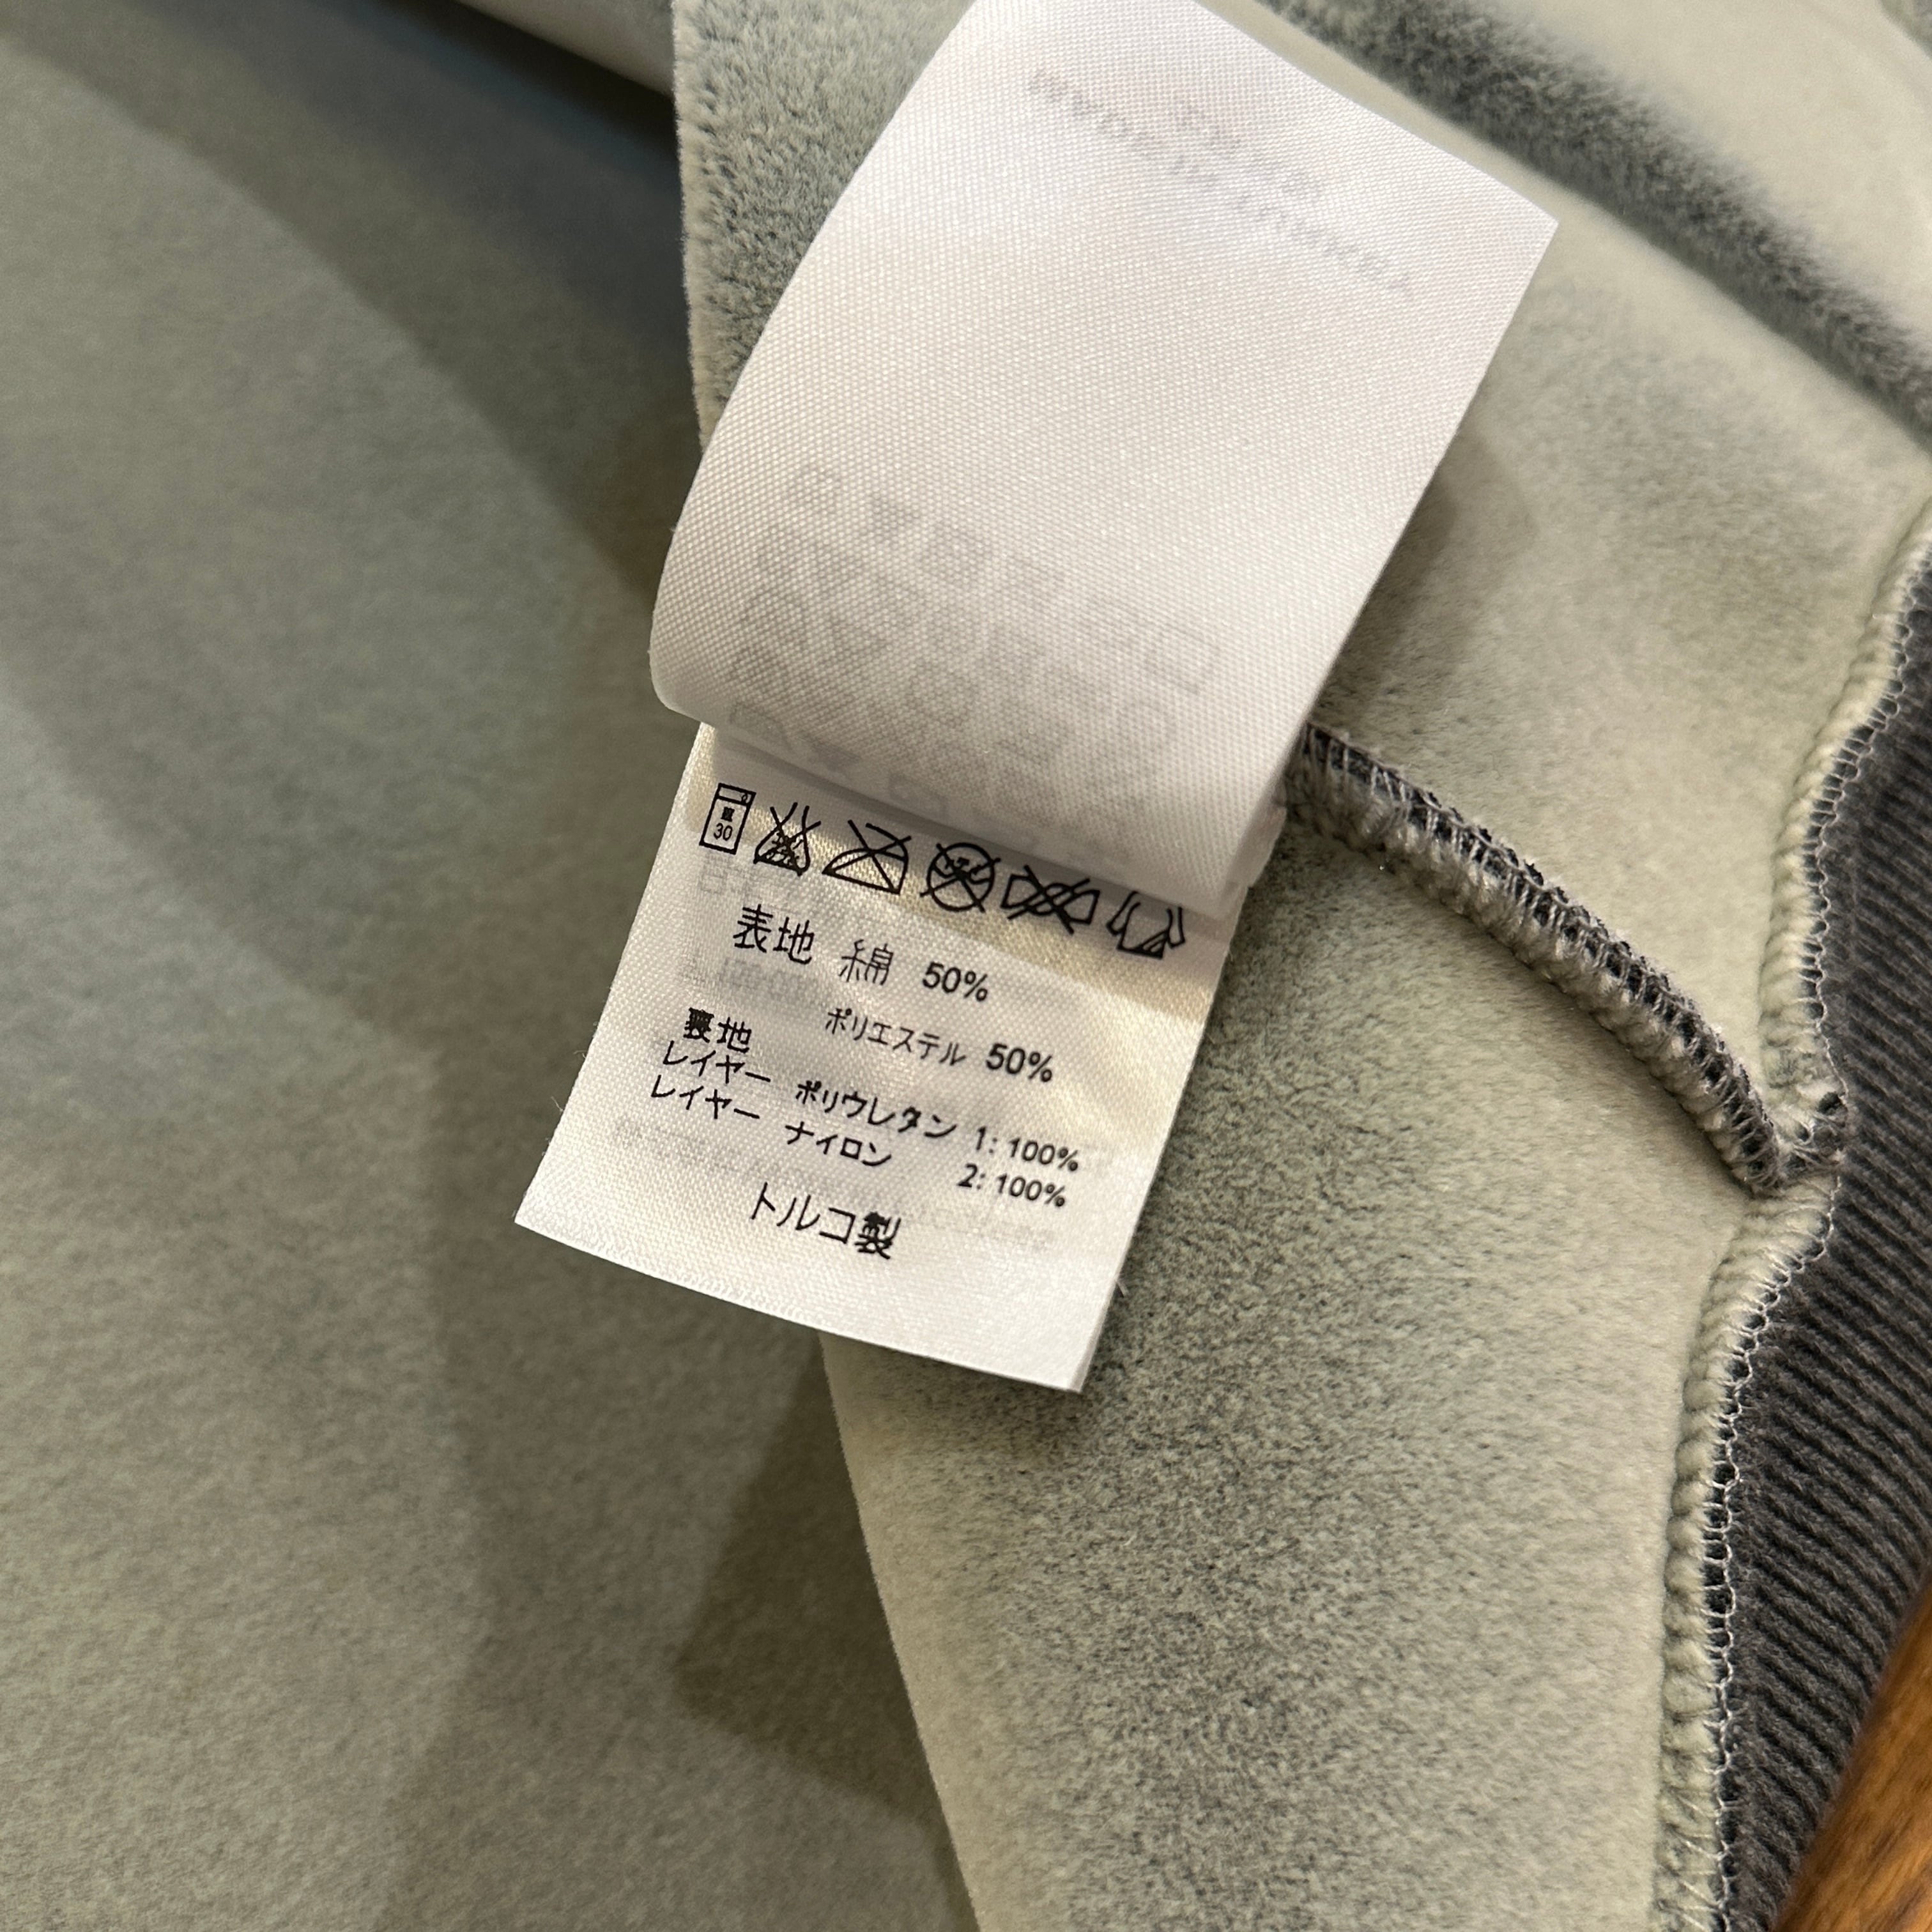 30
表地 綿 50%
ポリエステル 50%
裏地
レイヤー ポリウレタン 1: 100%
レイヤー ナイロン 2: 100%
トルコ製